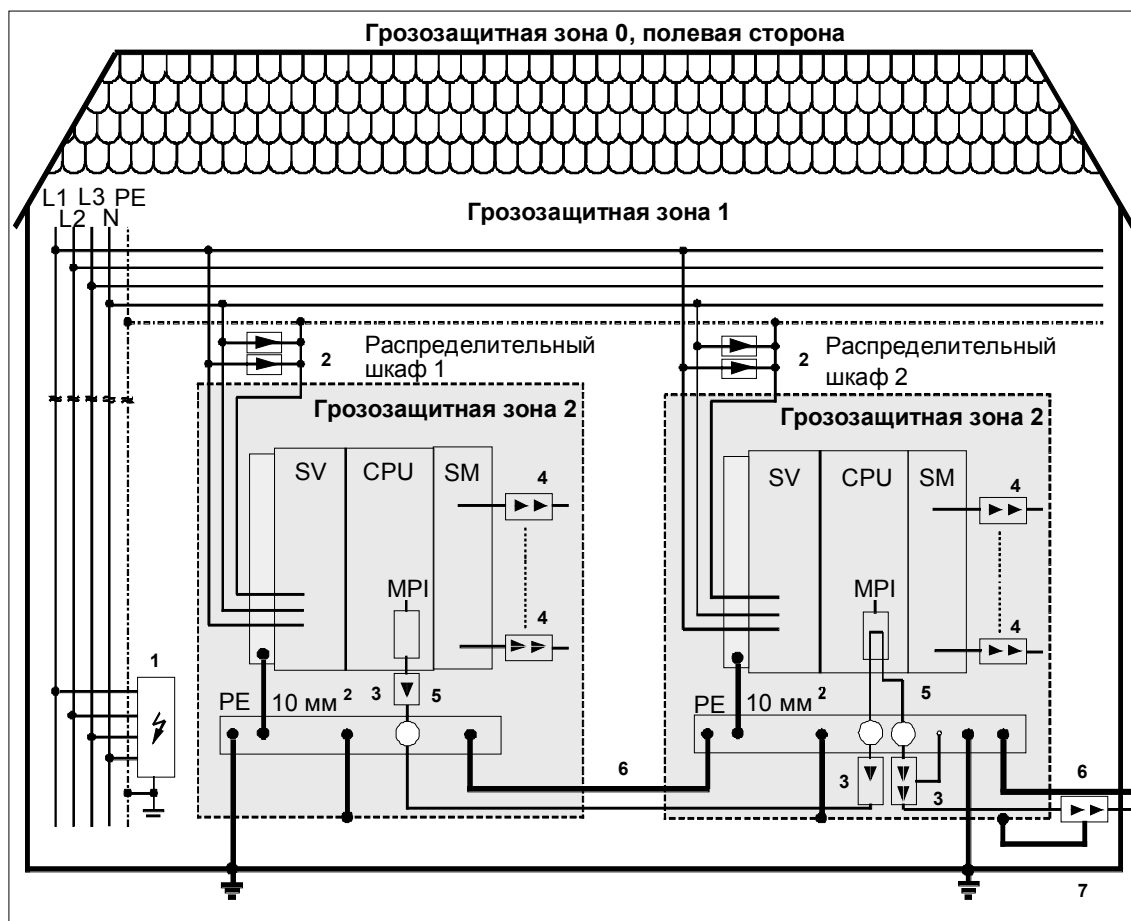 Грозозащитная зона 0, полевая сторона
L1 L3 PE
L2 N
Грозозащитная зона 1
2 Распределительный шкаф 1
2 Распределительный шкаф 2
Грозозащитная зона 2
Грозозащитная зона 2
SV CPU SM 4
SV CPU SM 4
MPI
MPI
4
4
1
3 5
5
PE 10 мм 2
PE 10 мм 2
6
3
3
6
7